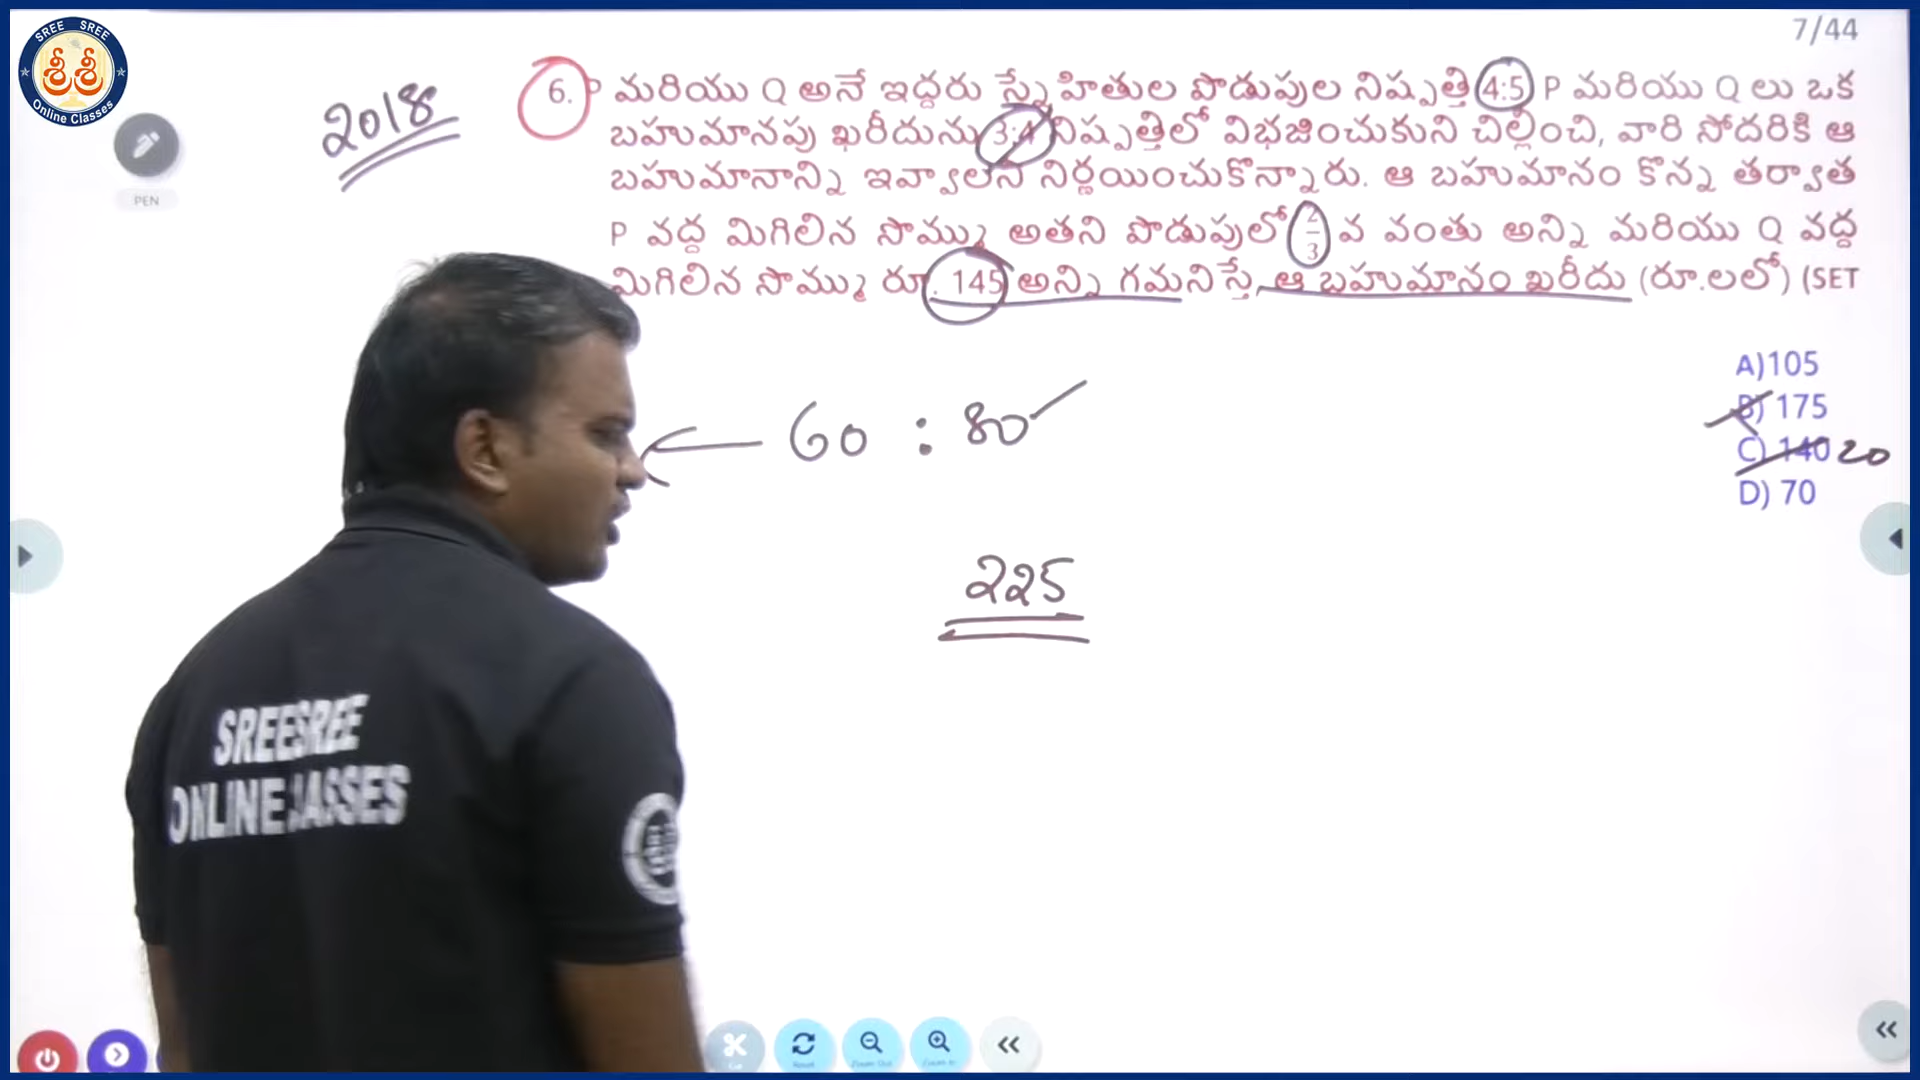 SREE SREE
శ్రీశ్రీ
Online Classes
7/44
PEN
2018
6. P మరియు Q అనే ఇద్దరు స్నేహితుల పొడుపుల నిష్పత్తి 4:5 P మరియు Q లు ఒక
బహుమానపు ఖరీదును 3:4 నిష్పత్తిలో విభజించుకుని చెల్లించి, వారి సోదరికి ఆ
బహుమానాన్ని ఇవ్వాలని నిర్ణయించుకొన్నారు. ఆ బహుమానం కొన్న తర్వాత
P వద్ద మిగిలిన సొమ్ము అతని పొడుపులో 2/3 వ వంతు అన్ని మరియు Q వద్ద
మిగిలిన సొమ్ము రూ. 145 అన్ని గమనిస్తే, ఆ బహుమానం ఖరీదు (రూ.లలో) (SET
A)105
B) 175
C) 140 20
D) 70
60 : 80
225
SREESREE
ONLINE CLASSES